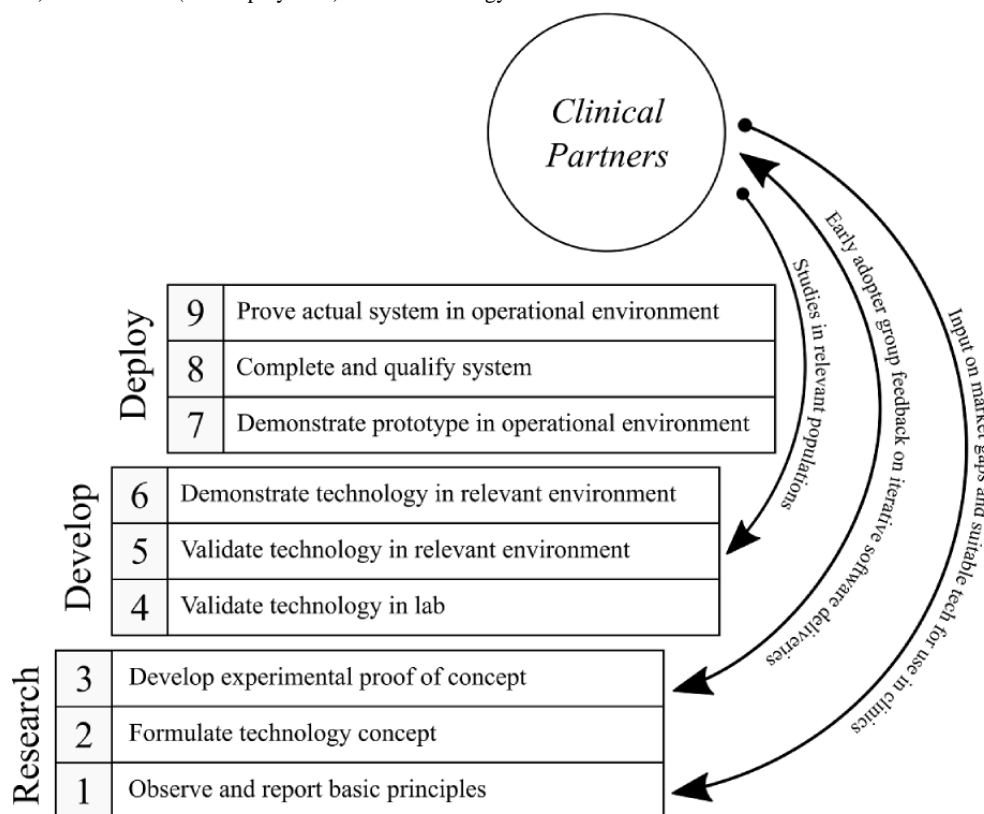 Clinical
Partners
Deploy
9 Prove actual system in operational environment
8 Complete and qualify system
7 Demonstrate prototype in operational environment
Develop
6 Demonstrate technology in relevant environment
5 Validate technology in relevant environment
4 Validate technology in lab
Research
3 Develop experimental proof of concept
2 Formulate technology concept
1 Observe and report basic principles
Studies in relevant populations
Early adopter group feedback on iterative software deliveries
Input on market gaps and suitable tech for use in clinics